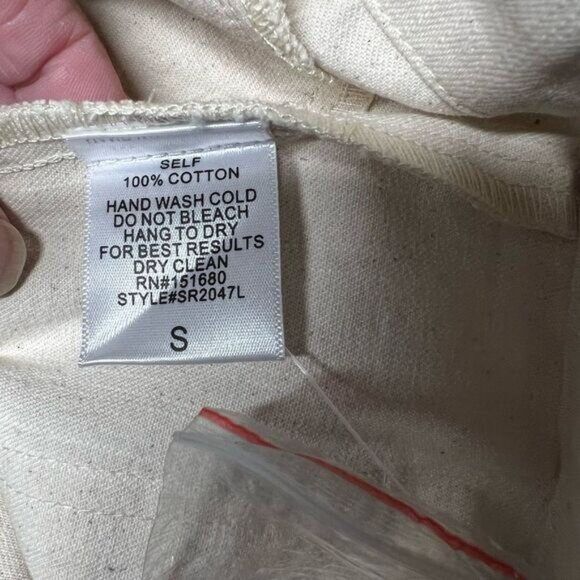 SELF
100% COTTON
HAND WASH COLD
DO NOT BLEACH
HANG TO DRY
FOR BEST RESULTS
DRY CLEAN
RN#151680
STYLE#SR2047L
S